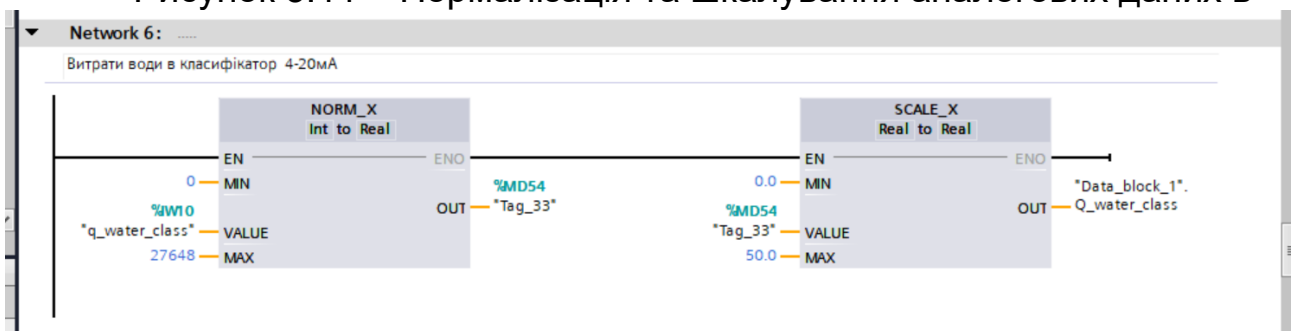 Network 6: .....
Витрати води в класифікатор 4-20мА
NORM_X
Int to Real
EN
ENO
0
MIN
%IW10
"q_water_class"
VALUE
27648
MAX
%MD54
OUT
"Tag_33"
SCALE_X
Real to Real
EN
ENO
0.0
MIN
%MD54
"Tag_33"
VALUE
50.0
MAX
OUT
"Data_block_1".
Q_water_class